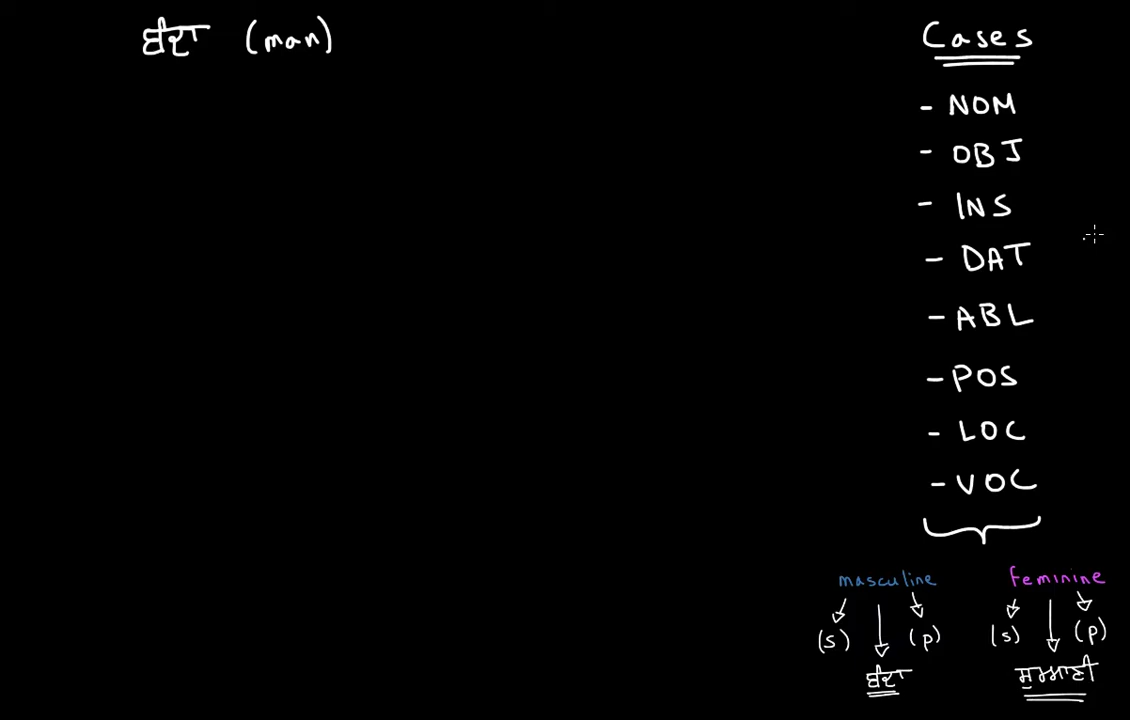 ਬੰਦਾ (man)
Cases
- NOM
- OBJ
- INS
- DAT
- ABL
- POS
- LOC
- VOC
masculine feminine
(s) (p) (s) (p)
ਬੰਦਾ